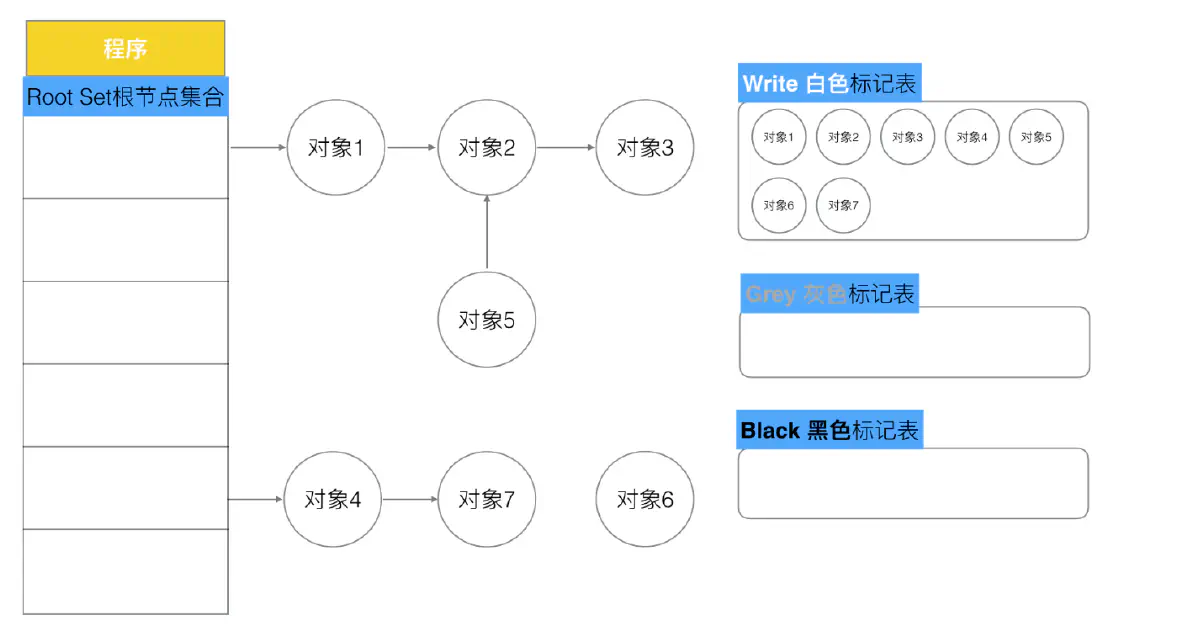 程序
Root Set根节点集合
对象1
对象2
对象3
对象5
对象4
对象7
对象6
Write 白色标记表
对象1 对象2 对象3 对象4 对象5
对象6 对象7
Grey 灰色标记表
Black 黑色标记表